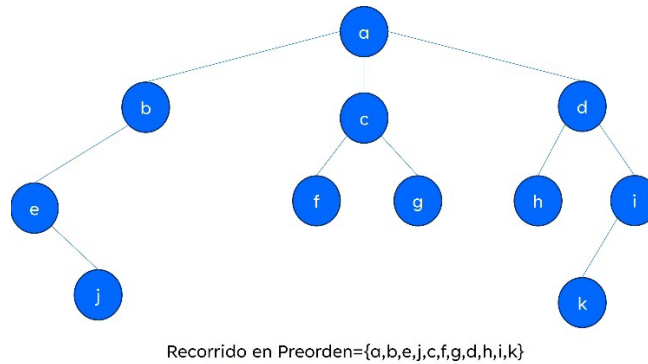 a
b
c
d
e
f
g
h
i
j
k
Recorrido en Preorden={a,b,e,j,c,f,g,d,h,i,k}